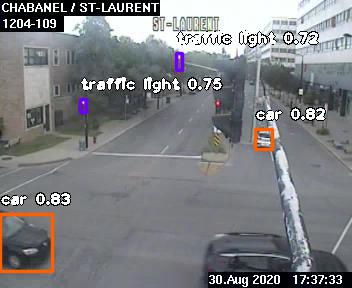 CHABANEL / ST-LAURENT
1204-109
ST-LAURENT
traffic light 0.72
traffic light 0.75
car 0.82
car 0.83
30.Aug 2020 17:37:33